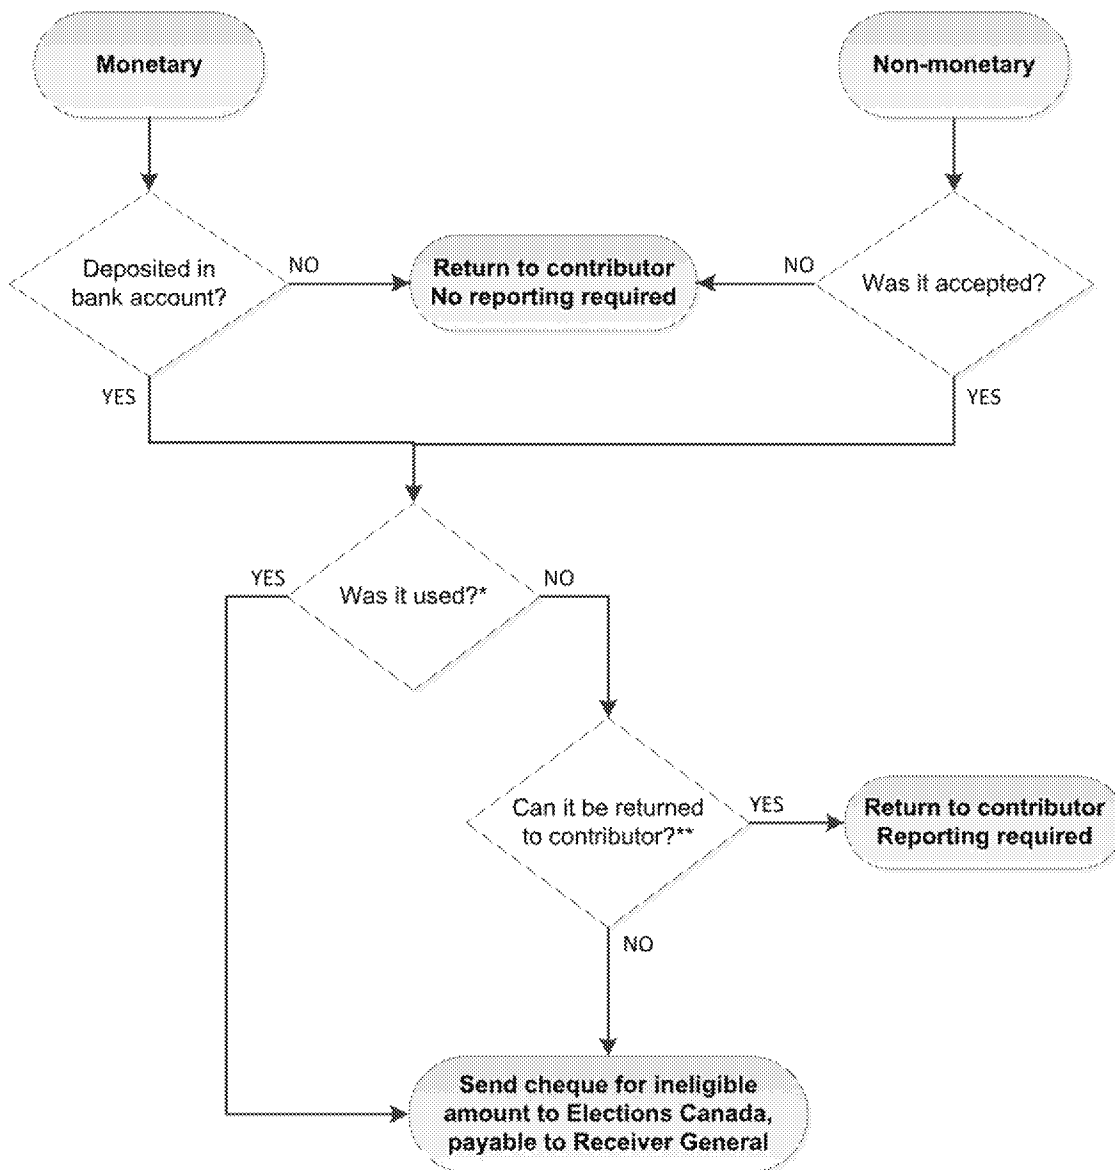 Monetary
Non-monetary
Deposited in
bank account?
NO
Return to contributor
No reporting required
NO
Was it accepted?
YES
YES
YES
Was it used?*
NO
Can it be returned
to contributor?**
YES
Return to contributor
Reporting required
NO
Send cheque for ineligible
amount to Elections Canada,
payable to Receiver General